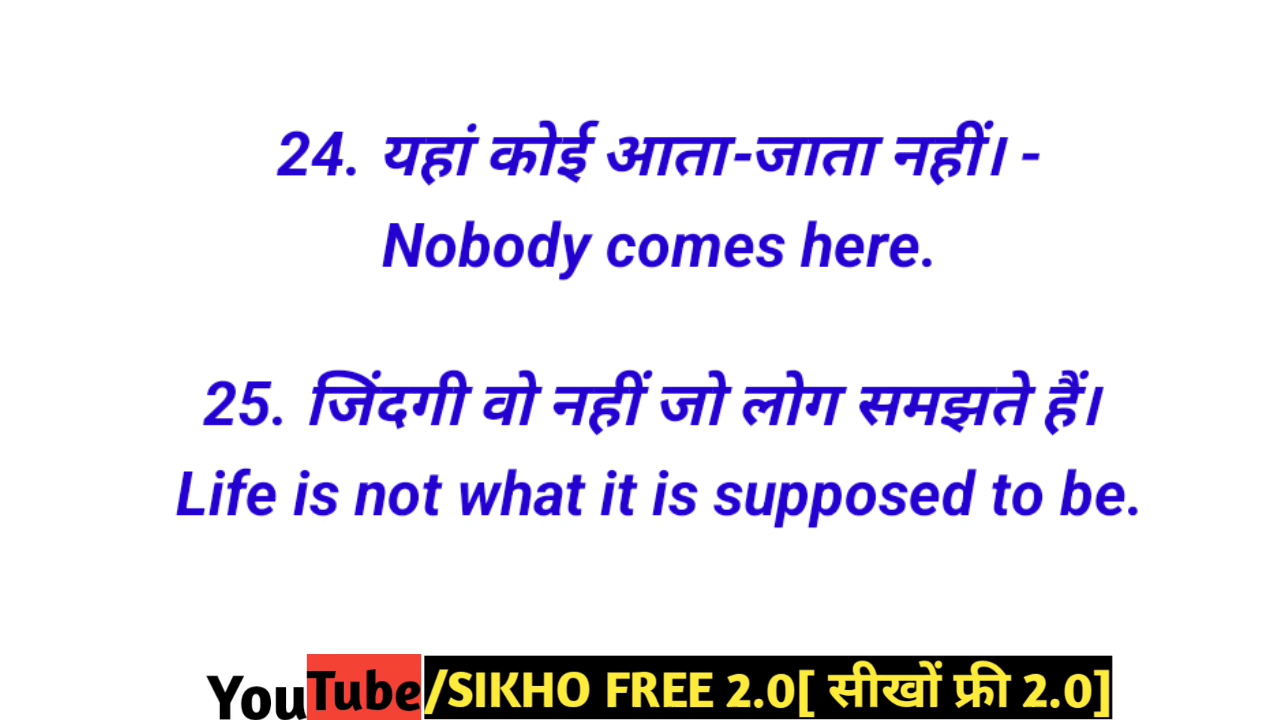 24. यहां कोई आता-जाता नहीं। -
Nobody comes here.
25. जिंदगी वो नहीं जो लोग समझते हैं।
Life is not what it is supposed to be.
YouTube/SIKHO FREE 2.0[ सीखों फ्री 2.0]